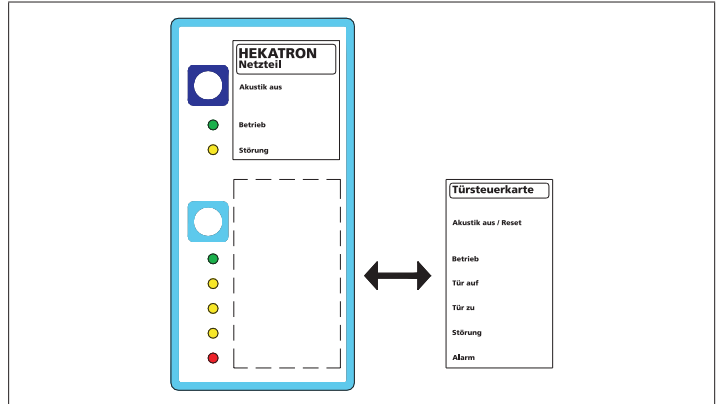 HEKATRON
Netzteil
Akustik aus
Betrieb
Störung
Türsteuerkarte
Akustik aus / Reset
Betrieb
Tür auf
Tür zu
Störung
Alarm